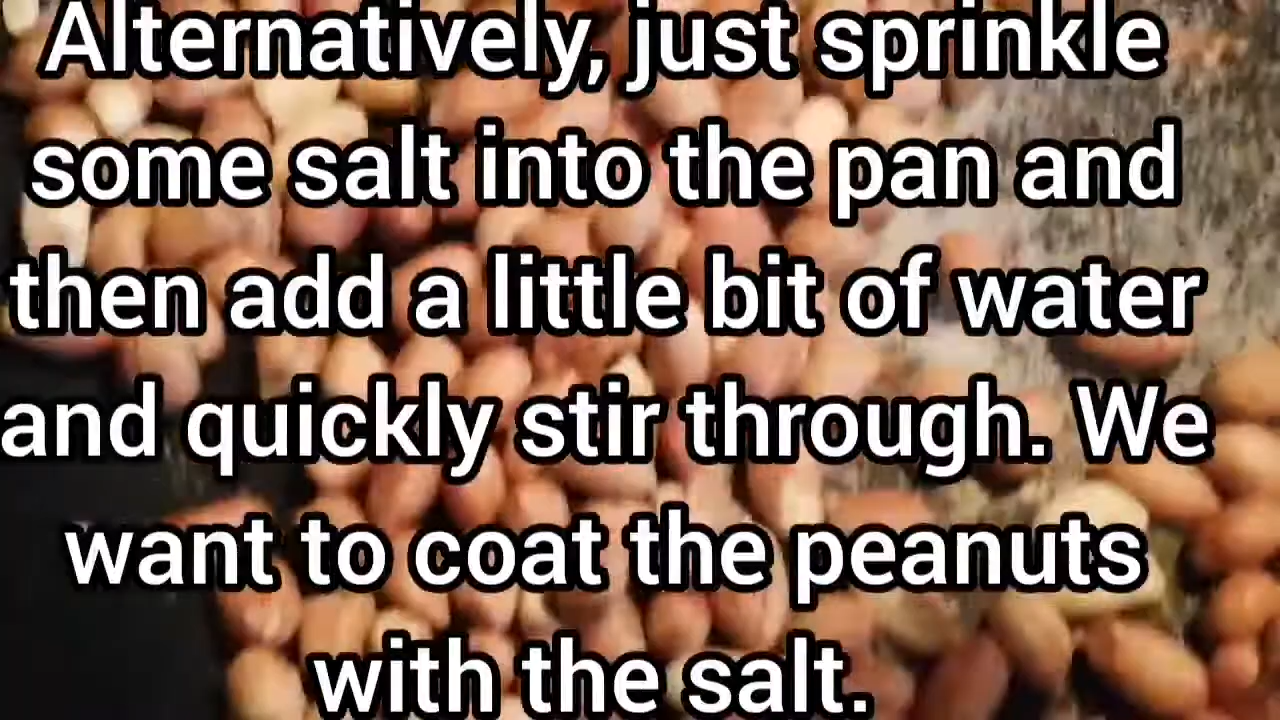 Alternatively, just sprinkle
some salt into the pan and
then add a little bit of water
and quickly stir through. We
want to coat the peanuts
with the salt.